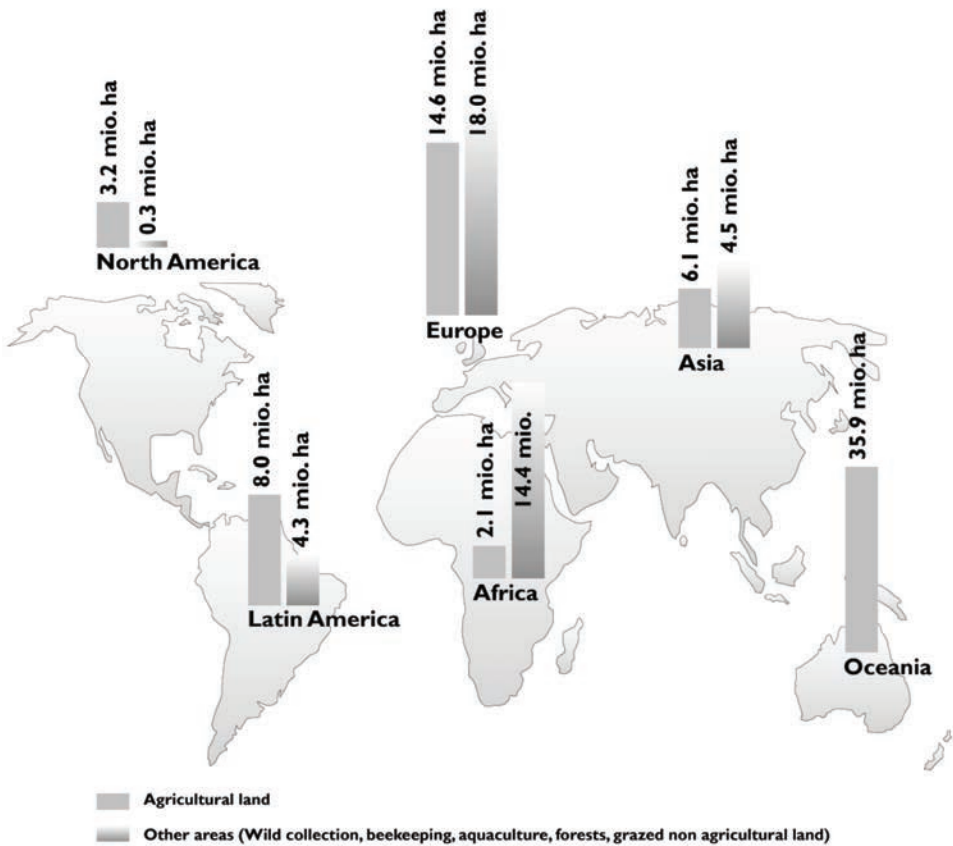 3.2 mio. ha
0.3 mio. ha
North America
14.6 mio. ha
18.0 mio. ha
Europe
6.1 mio. ha
4.5 mio. ha
Asia
8.0 mio. ha
4.3 mio. ha
Latin America
2.1 mio. ha
14.4 mio.
Africa
35.9 mio. ha
Oceania
Agricultural land
Other areas (Wild collection, beekeeping, aquaculture, forests, grazed non agricultural land)